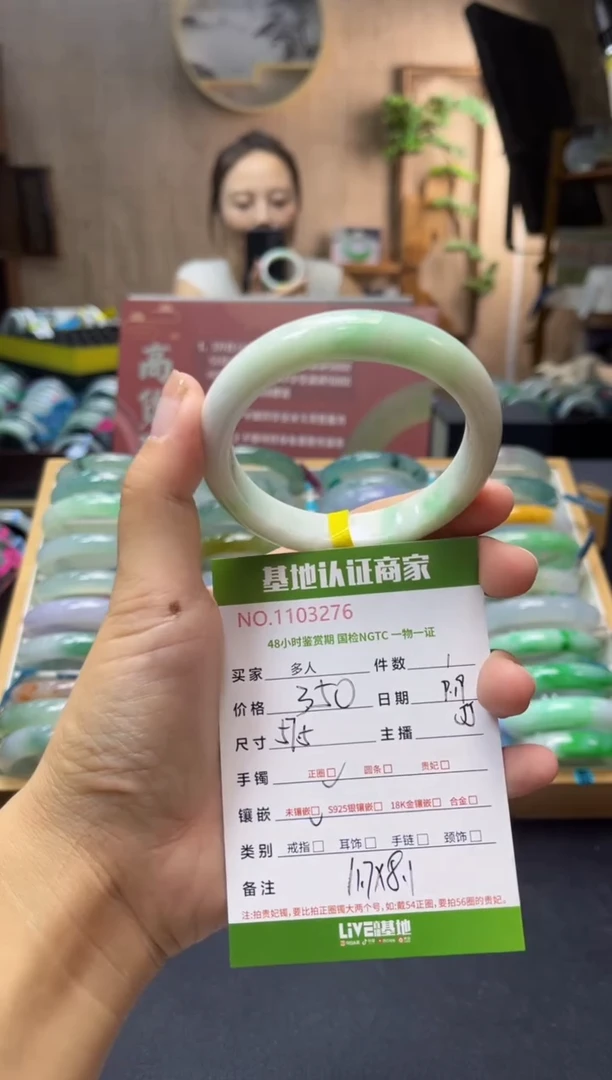 高
基地认证商家
NO.1103276
48小时鉴赏期 国检NGTC 一物一证
买家 多人 件数 1
价格 350 日期 9.19
尺寸 57.5 主播
手镯 正圈□ 圆条□ 贵妃□
镶嵌 未镶嵌□ S925银镶嵌□ 18K金镶嵌□ 合金□
类别 戒指□ 耳饰□ 手链□ 颈饰□
备注 11.7X8.1
注:拍贵妃镯,要比拍正圈镯大两个号,如:戴54正圈,要拍56圈的贵妃。
LIVE 基地